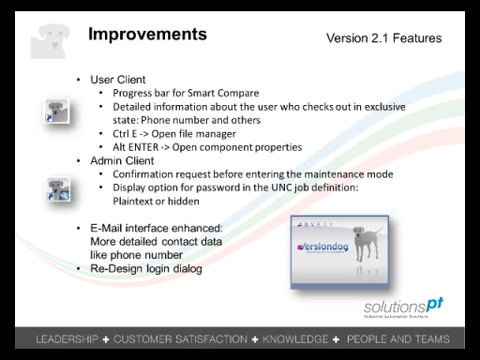 Improvements
Version 2.1 Features
• User Client
• Progress bar for Smart Compare
• Detailed information about the user who checks out in exclusive
state: Phone number and others
• Ctrl E -> Open file manager
• Alt ENTER -> Open component properties
• Admin Client
• Confirmation request before entering the maintenance mode
• Display option for password in the UNC job definition:
Plaintext or hidden
• E-Mail interface enhanced:
More detailed contact data
like phone number
• Re-Design login dialog
AUVESY
versiondog
solutionspt
Industrial Automation Solutions
LEADERSHIP + CUSTOMER SATISFACTION + KNOWLEDGE + PEOPLE AND TEAMS